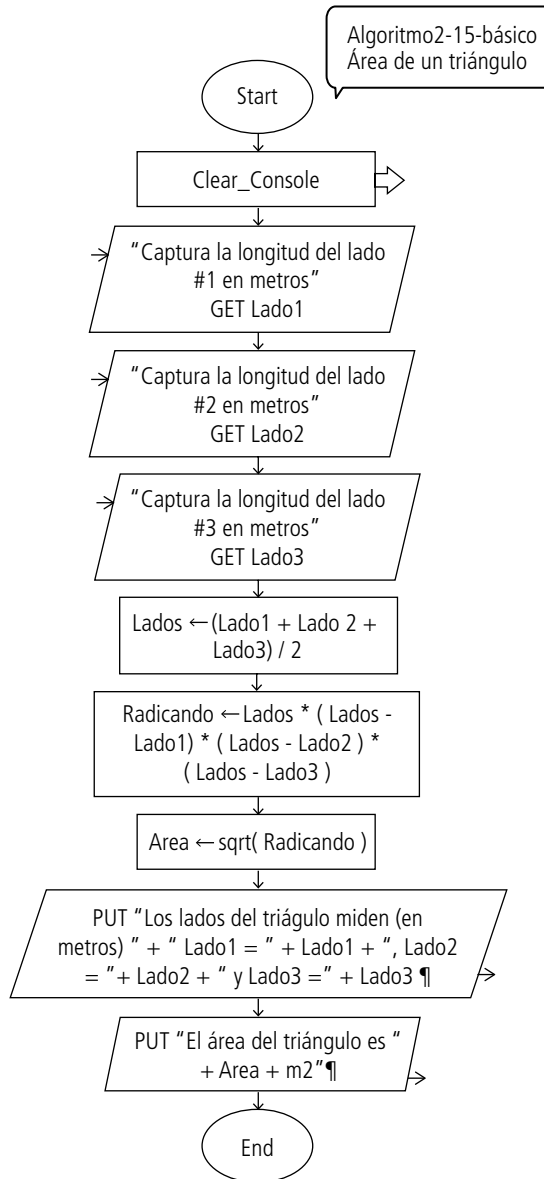 Algoritmo2-15-básico
Área de un triángulo
Start
Clear_Console
“Captura la longitud del lado
#1 en metros”
GET Lado1
“Captura la longitud del lado
#2 en metros”
GET Lado2
“Captura la longitud del lado
#3 en metros”
GET Lado3
Lados ←(Lado1 + Lado 2 +
Lado3) / 2
Radicando ←Lados * ( Lados -
Lado1) * ( Lados - Lado2 ) *
( Lados - Lado3 )
Area ← sqrt( Radicando )
PUT “Los lados del triágulo miden (en
metros) ” + “ Lado1 = ” + Lado1 + “, Lado2
= ”+ Lado2 + “ y Lado3 =” + Lado3 ¶
PUT “El área del triángulo es “
+ Area + m2”¶
End